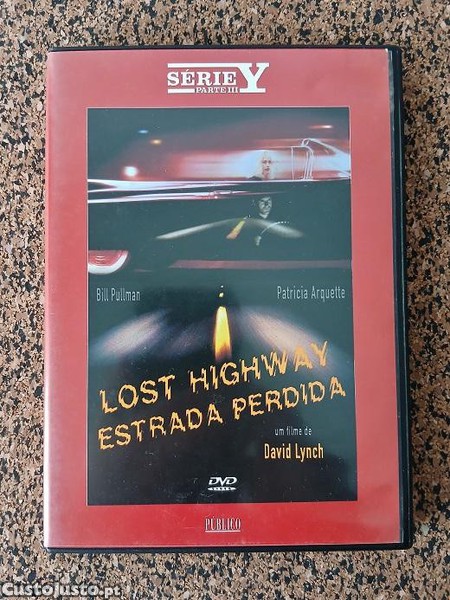 SÉRIE Y
PARTE III
Bill Pullman
Patricia Arquette
LOST HIGHWAY
ESTRADA PERDIDA
um filme de
David Lynch
DVD
PÚBLICO
CustoJusto.pt